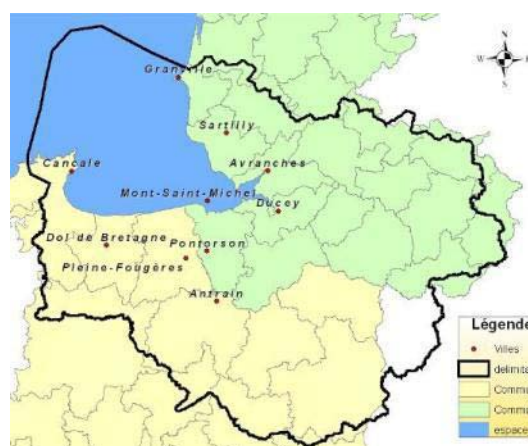 Granville
N
W
Sartilly
Cancale
Avranches
Mont-Saint-Michel
Ducey
Dol de Bretagne
Pontorson
Pleine-Fougères
Antrain
Légende
Villes
delimita
Commu
Commu
espace